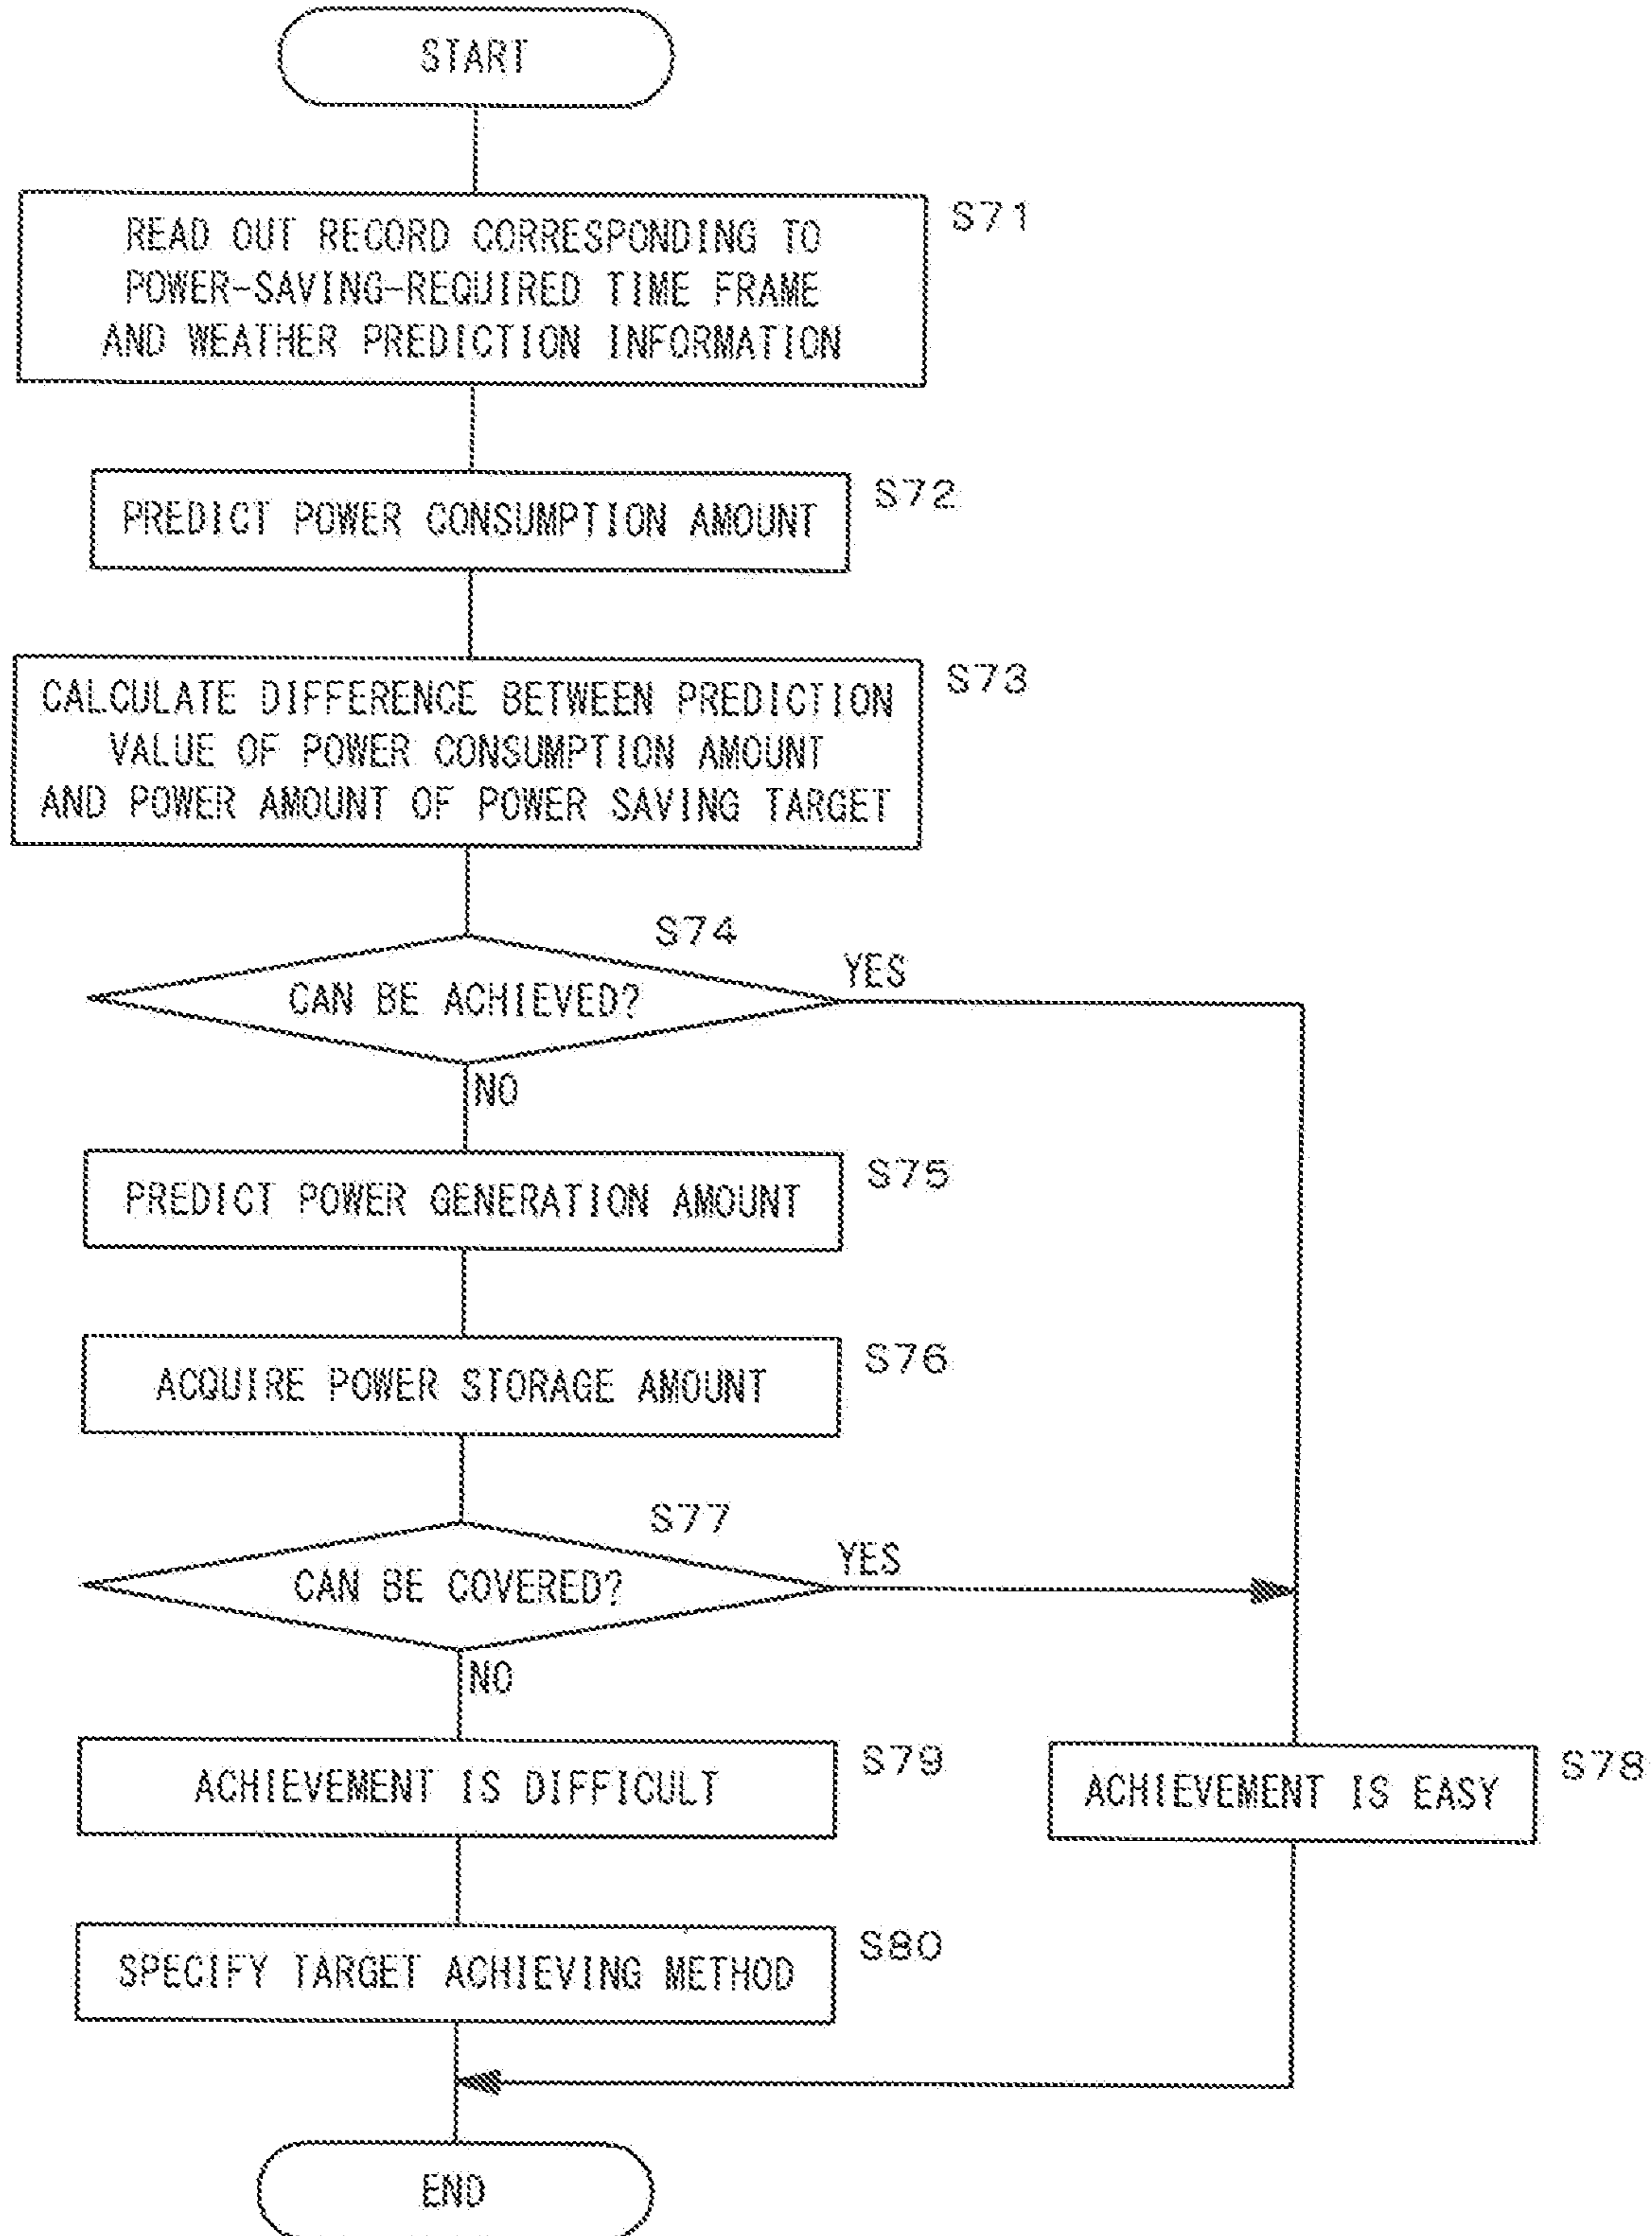 START
READ OUT RECORD CORRESPONDING TO
POWER-SAVING-REQUIRED TIME FRAME
AND WEATHER PREDICTION INFORMATION
S71
PREDICT POWER CONSUMPTION AMOUNT
S72
CALCULATE DIFFERENCE BETWEEN PREDICTION
VALUE OF POWER CONSUMPTION AMOUNT
AND POWER AMOUNT OF POWER SAVING TARGET
S73
S74
CAN BE ACHIEVED?
YES
NO
PREDICT POWER GENERATION AMOUNT
S75
ACQUIRE POWER STORAGE AMOUNT
S76
S77
CAN BE COVERED?
YES
NO
ACHIEVEMENT IS DIFFICULT
S79
ACHIEVEMENT IS EASY
S78
SPECIFY TARGET ACHIEVING METHOD
S80
END